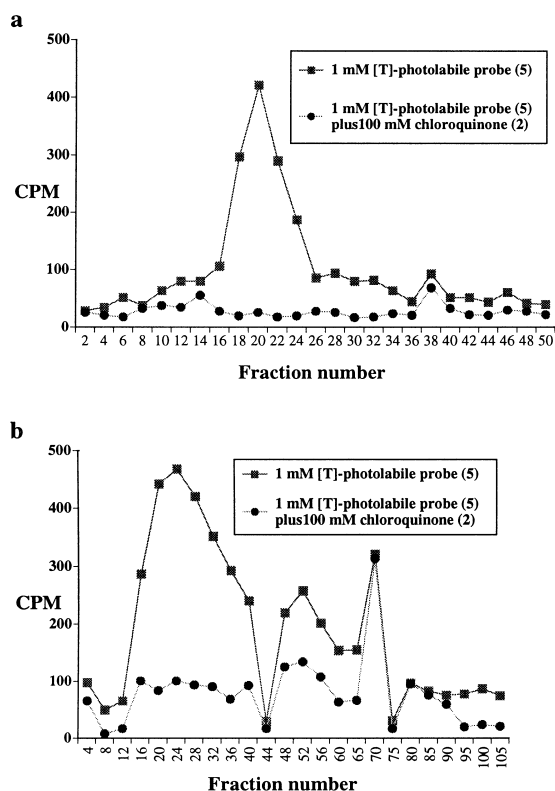 a
500
400
300
200
100
0
CPM
1 mM [T]-photolabile probe (5)
1 mM [T]-photolabile probe (5)
plus100 mM chloroquinone (2)
2 4 6 8 10 12 14 16 18 20 22 24 26 28 30 32 34 36 38 40 42 44 46 48 50
Fraction number
b
500
400
300
200
100
0
CPM
1 mM [T]-photolabile probe (5)
1 mM [T]-photolabile probe (5)
plus100 mM chloroquinone (2)
4 8 12 16 20 24 28 32 36 40 44 48 52 56 60 65 70 75 80 85 90 95 100 105
Fraction number